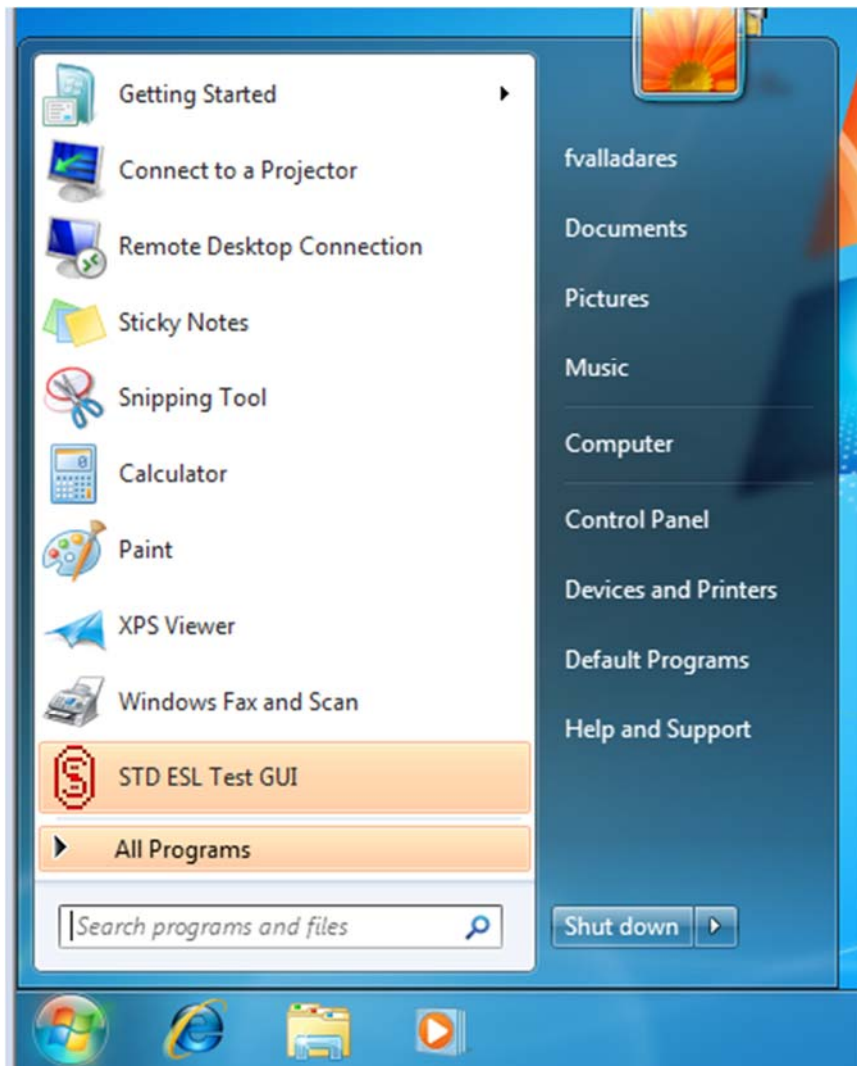 Getting Started
Connect to a Projector
Remote Desktop Connection
Sticky Notes
Snipping Tool
Calculator
Paint
XPS Viewer
Windows Fax and Scan
STD ESL Test GUI
All Programs
Search programs and files
fvalladares
Documents
Pictures
Music
Computer
Control Panel
Devices and Printers
Default Programs
Help and Support
Shut down